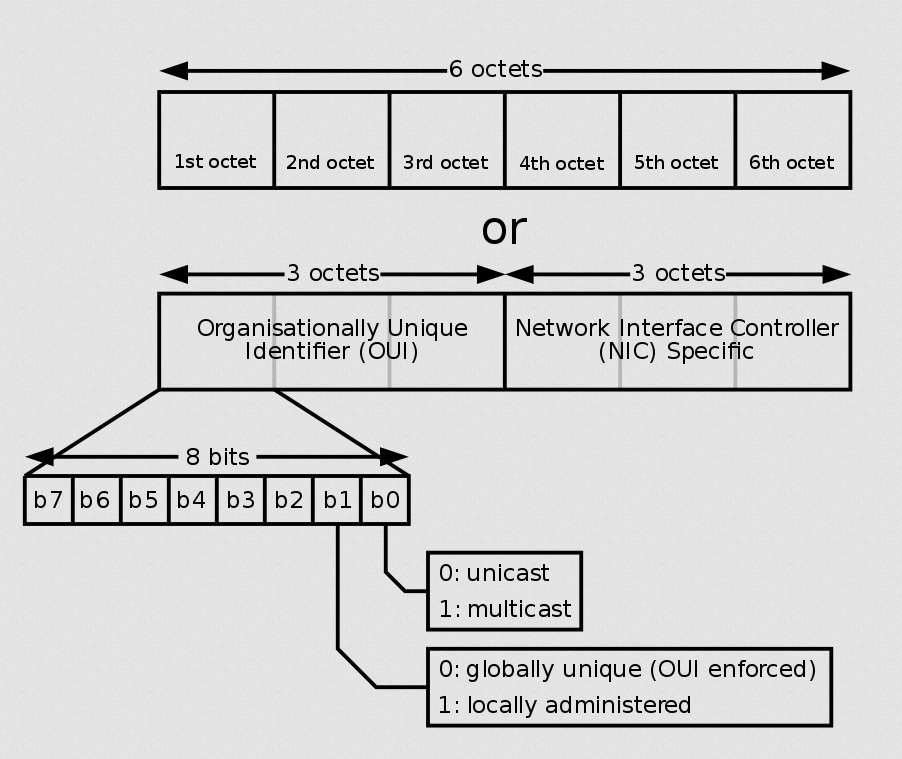 6 octets
1st octet 2nd octet 3rd octet 4th octet 5th octet 6th octet
or
3 octets 3 octets
Organisationally Unique
Identifier (OUI)
Network Interface Controller
(NIC) Specific
8 bits
b7 b6 b5 b4 b3 b2 b1 b0
0: unicast
1: multicast
0: globally unique (OUI enforced)
1: locally administered